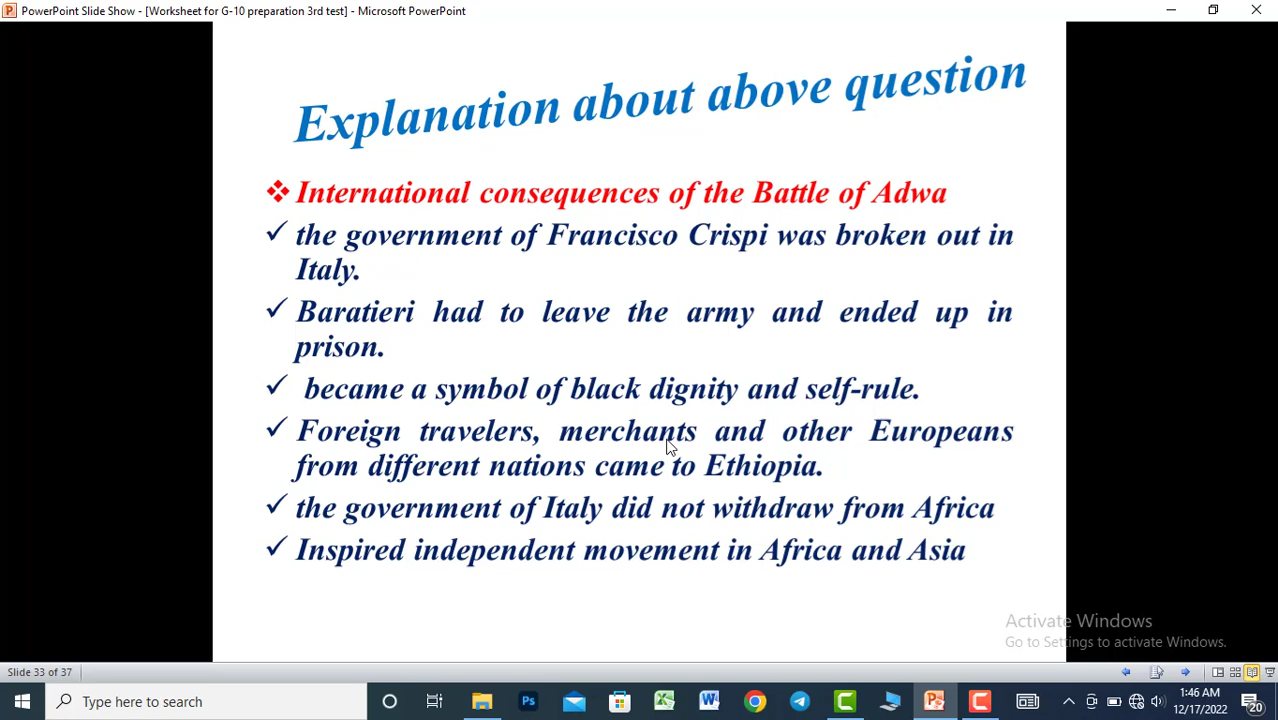 PowerPoint Slide Show - [Worksheet for G-10 preparation 3rd test] - Microsoft PowerPoint
Explanation about above question
❖ International consequences of the Battle of Adwa
✓ the government of Francisco Crispi was broken out in
Italy.
✓ Baratieri had to leave the army and ended up in
prison.
✓ became a symbol of black dignity and self-rule.
✓ Foreign travelers, merchants and other Europeans
from different nations came to Ethiopia.
✓ the government of Italy did not withdraw from Africa
✓ Inspired independent movement in Africa and Asia
Activate Windows
Go to Settings to activate Windows.
Slide 33 of 37
Type here to search
1:46 AM
12/17/2022
20